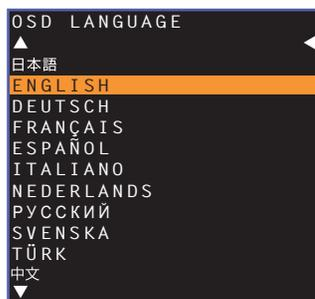 OSD LANGUAGE
日本語
ENGLISH
DEUTSCH
FRANÇAIS
ESPAÑOL
ITALIANO
NEDERLANDS
РУССКИЙ
SVENSKA
TÜRK
中文